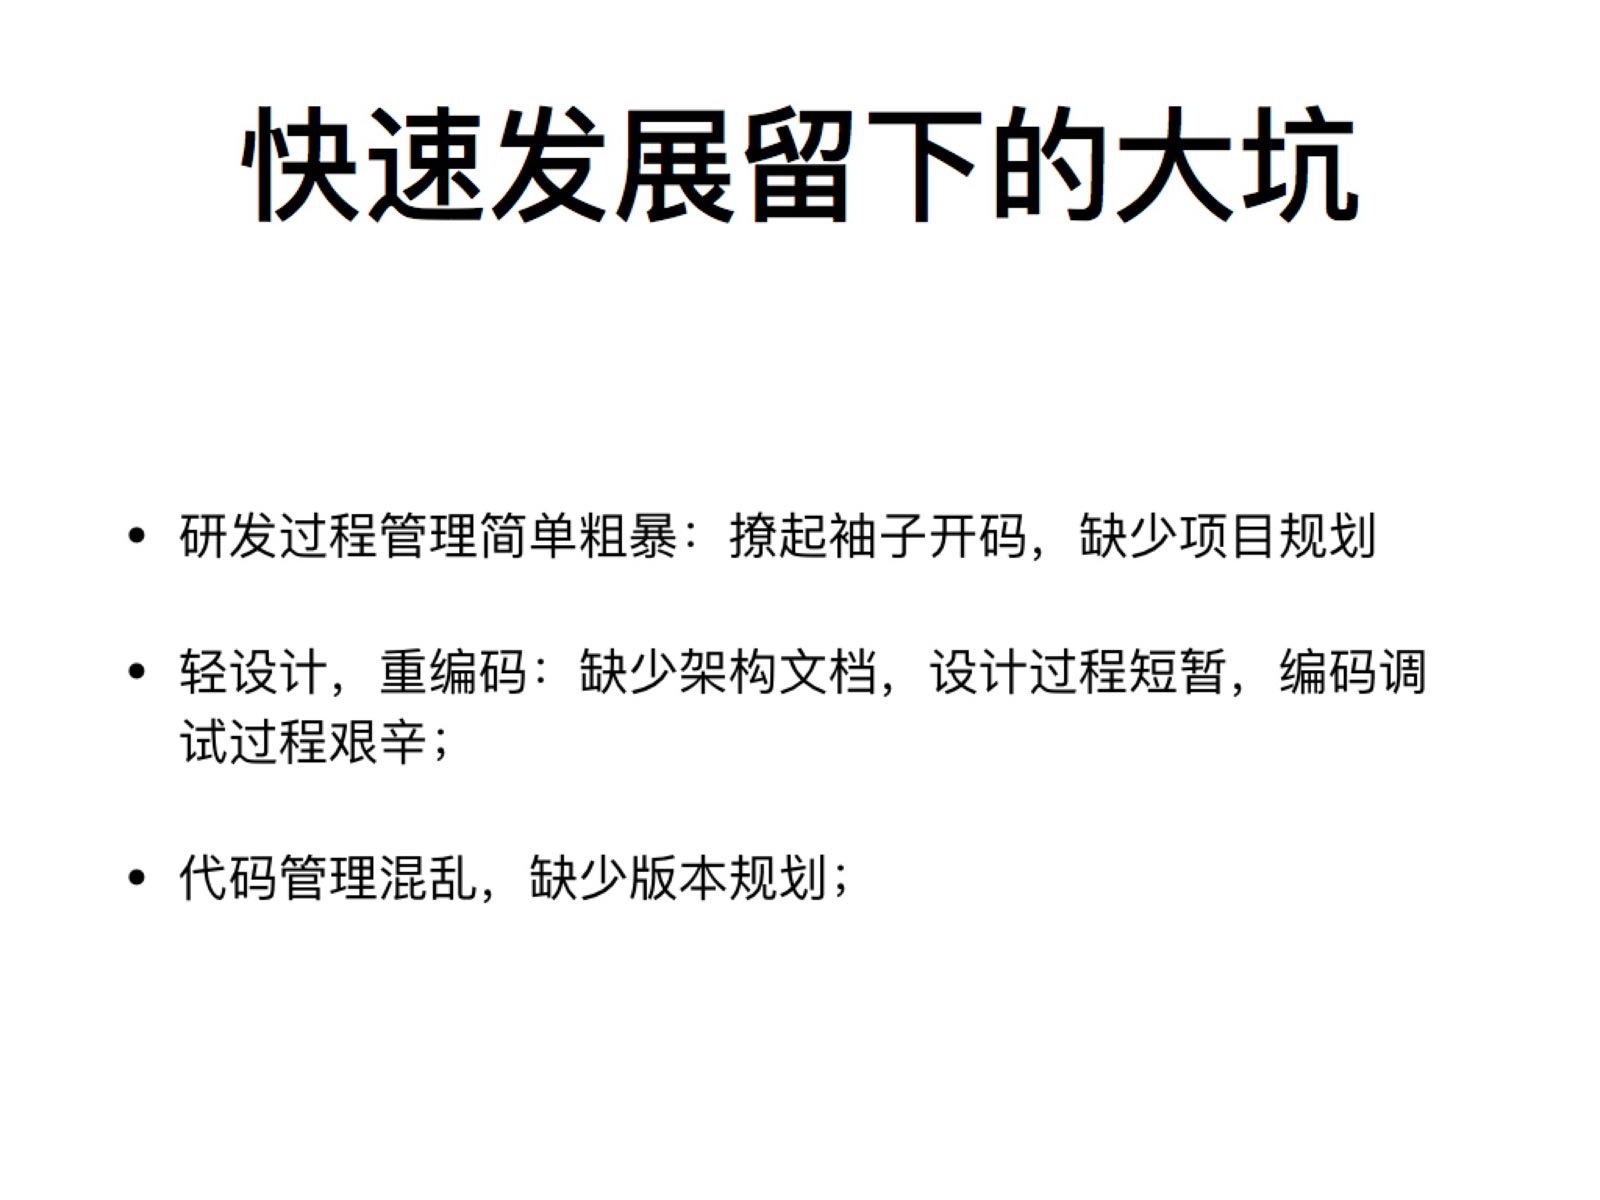 快速发展留下的大坑
• 研发过程管理简单粗暴：撩起袖子开码，缺少项目规划
• 轻设计，重编码：缺少架构文档，设计过程短暂，编码调
试过程艰辛；
• 代码管理混乱，缺少版本规划；